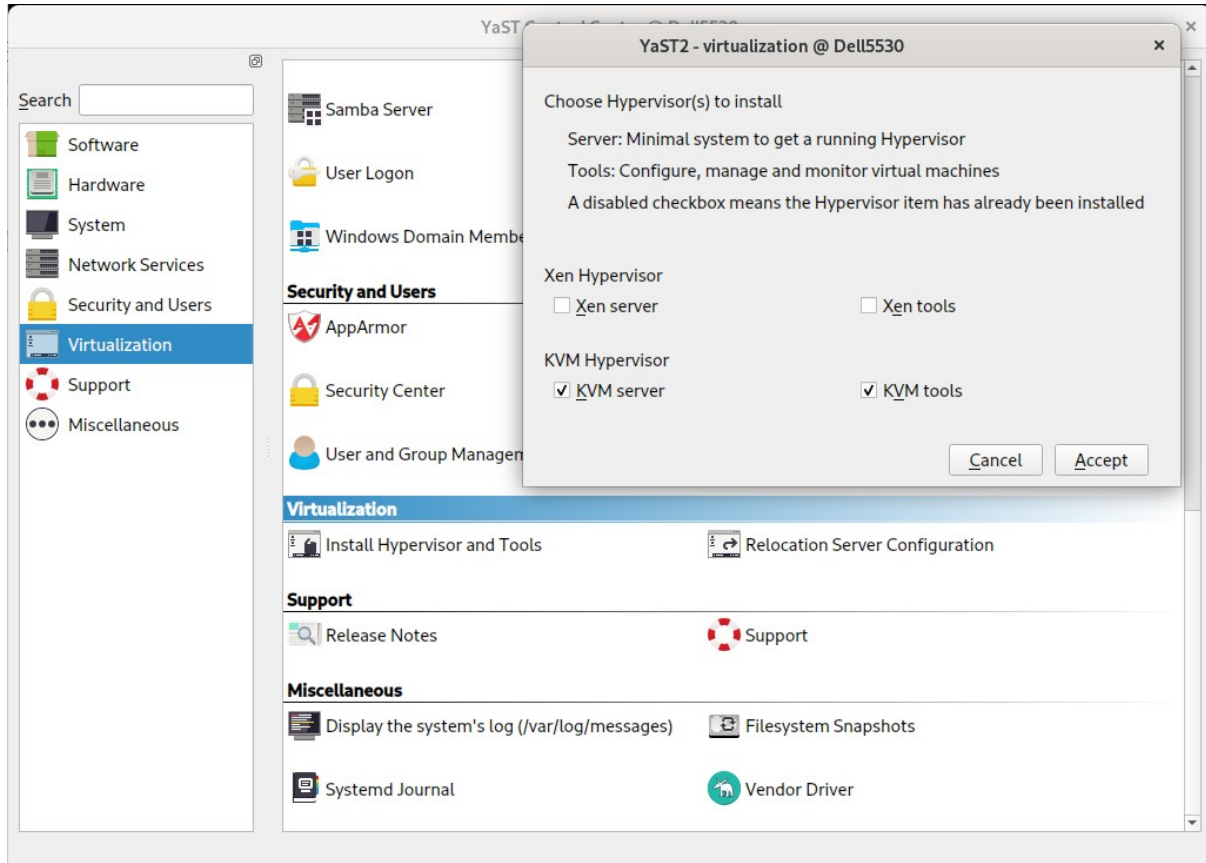 YaST
YaST2 - virtualization @ Dell5530
Search
Software
Hardware
System
Network Services
Security and Users
Virtualization
Support
Miscellaneous
Samba Server
User Logon
Windows Domain Membe
Security and Users
AppArmor
Security Center
User and Group Managem
Virtualization
Install Hypervisor and Tools
Relocation Server Configuration
Support
Release Notes
Support
Miscellaneous
Display the system's log (/var/log/messages)
Filesystem Snapshots
Systemd Journal
Vendor Driver
Choose Hypervisor(s) to install
Server: Minimal system to get a running Hypervisor
Tools: Configure, manage and monitor virtual machines
A disabled checkbox means the Hypervisor item has already been installed
Xen Hypervisor
Xen server
Xen tools
KVM Hypervisor
KVM server
KVM tools
Cancel
Accept